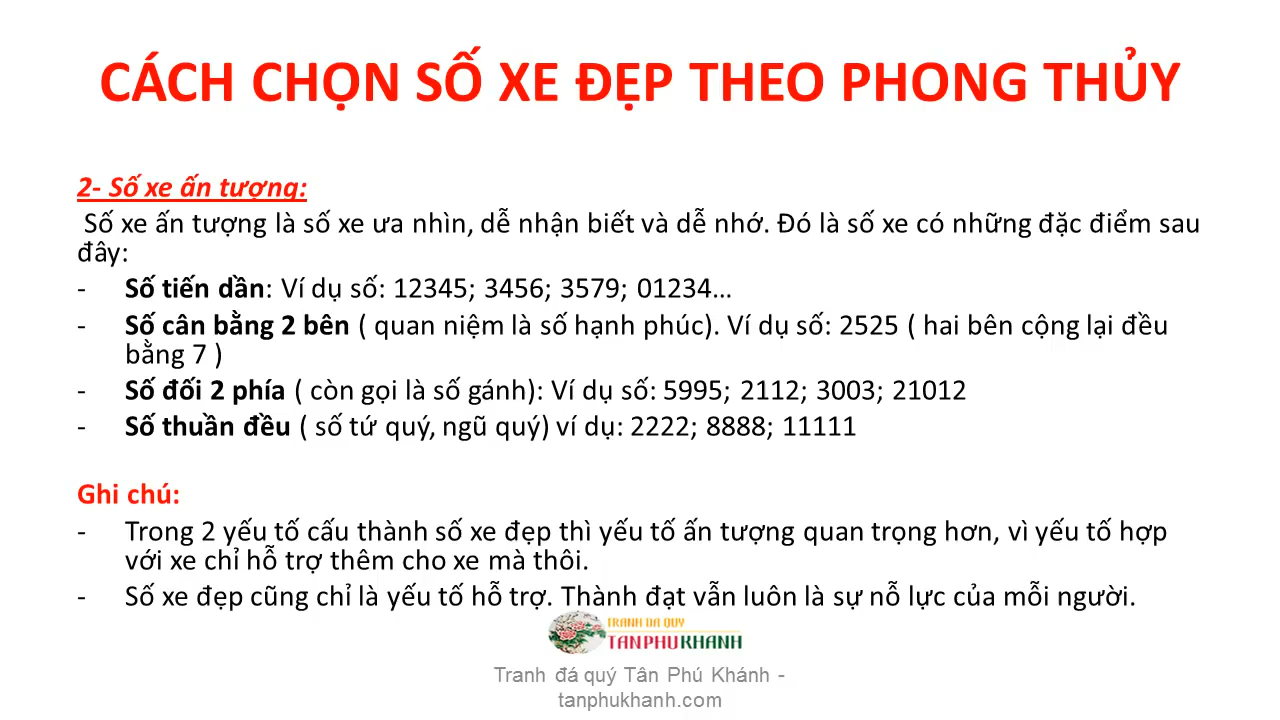 CÁCH CHỌN SỐ XE ĐẸP THEO PHONG THỦY
2- Số xe ấn tượng:
Số xe ấn tượng là số xe ưa nhìn, dễ nhận biết và dễ nhớ. Đó là số xe có những đặc điểm sau
đây:
- Số tiến dần: Ví dụ số: 12345; 3456; 3579; 01234...
- Số cân bằng 2 bên ( quan niệm là số hạnh phúc). Ví dụ số: 2525 ( hai bên cộng lại đều
bằng 7 )
- Số đối 2 phía ( còn gọi là số gánh): Ví dụ số: 5995; 2112; 3003; 21012
- Số thuần đều ( số tứ quý, ngũ quý) ví dụ: 2222; 8888; 11111
Ghi chú:
- Trong 2 yếu tố cấu thành số xe đẹp thì yếu tố ấn tượng quan trọng hơn, vì yếu tố hợp
với xe chỉ hỗ trợ thêm cho xe mà thôi.
- Số xe đẹp cũng chỉ là yếu tố hỗ trợ. Thành đạt vẫn luôn là sự nỗ lực của mỗi người.
TRANH DA QUY
TANPHUKHANH
Tranh đá quý Tân Phú Khánh -
tanphukhanh.com